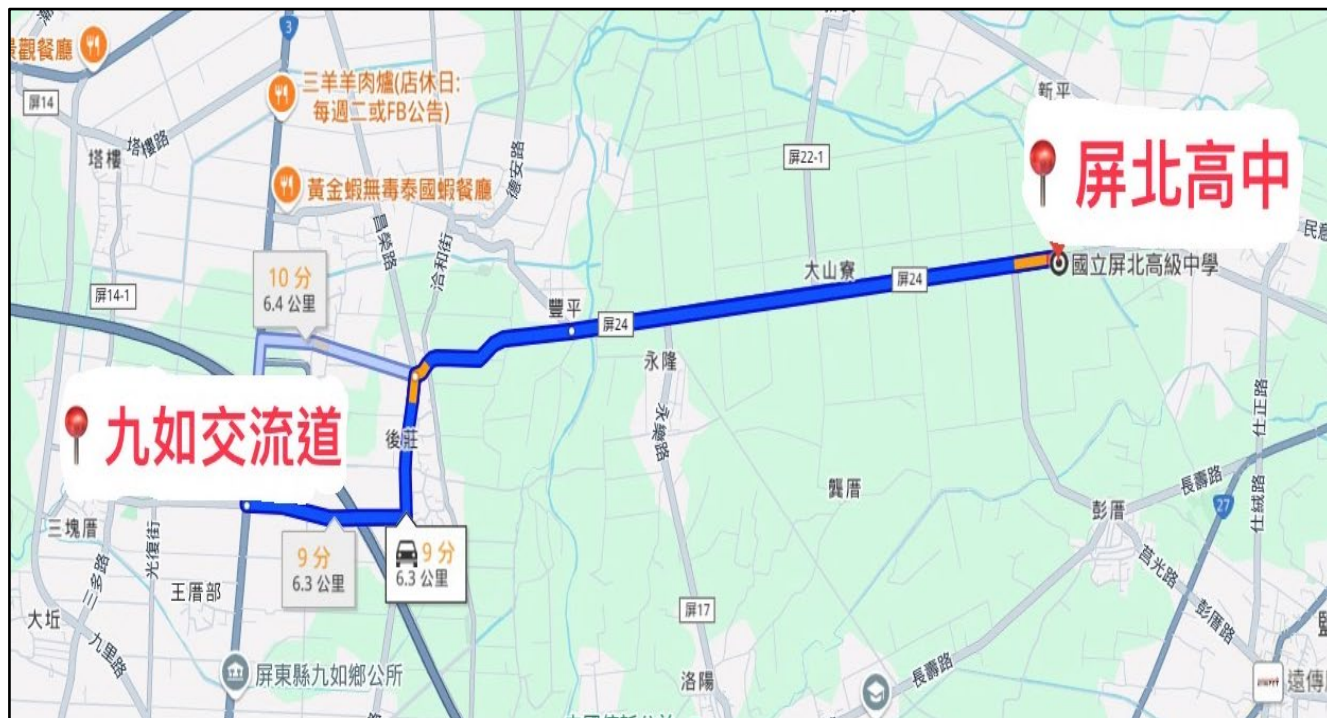 景觀餐廳
3
三羊羊肉爐(店休日:
每週二或FB公告)
屏14
塔樓
塔樓路
黃金蝦無毒泰國蝦餐廳
德安路
昌榮路
洽和街
屏22-1
新平
屏北高中
民意
國立屏北高級中學
大山寮
屏24
10 分
6.4 公里
屏14-1
豐平
屏24
永隆
永樂路
九如交流道
後庄
龔厝
彭厝
長壽路
27
仕正路
仕絨路
三塊厝
光復街
三多路
9 分
6.3 公里
9 分
6.3 公里
王厝部
大坵
九里路
屏17
莒光路
彭厝路
屏東縣九如鄉公所
洛陽
長壽路
遠傳